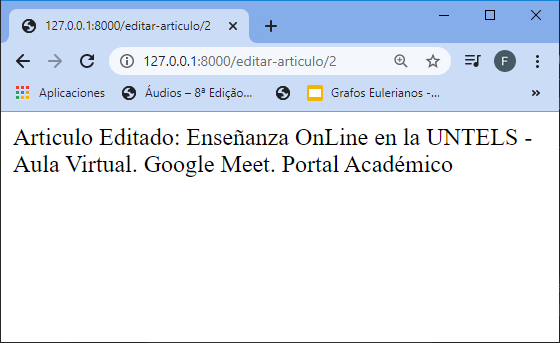 127.0.0.1:8000/editar-articulo/2
127.0.0.1:8000/editar-articulo/2
F
Aplicaciones
Áudios – 8ª Edição...
Grafos Eulerianos -...
Articulo Editado: Enseñanza OnLine en la UNTELS -
Aula Virtual. Google Meet. Portal Académico